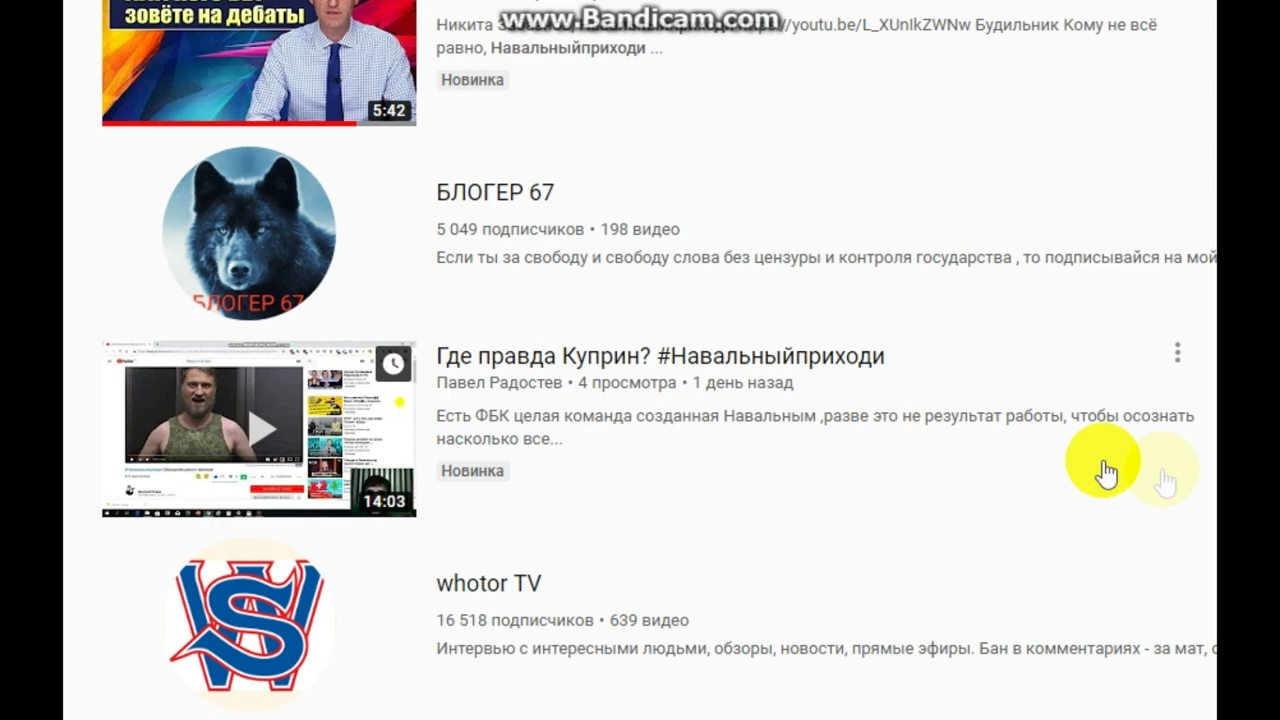 зовёте на дебаты
5:42
www.Bandicam.com
Никита //youtu.be/L_XUnIkZWNw Будильник Кому не всё
равно, Навальныйприходи ...
Новинка
БЛОГЕР 67
БЛОГЕР 67
5 049 подписчиков • 198 видео
Если ты за свободу и свободу слова без цензуры и контроля государства , то подписывайся на мой
14:03
Где правда Куприн? #Навальныйприходи
Павел Радостев • 4 просмотра • 1 день назад
Есть ФБК целая команда созданная Навальным ,разве это не результат работы, чтобы осознать
насколько все...
Новинка
WS
whotor TV
16 518 подписчиков • 639 видео
Интервью с интересными людьми, обзоры, новости, прямые эфиры. Бан в комментариях - за мат,